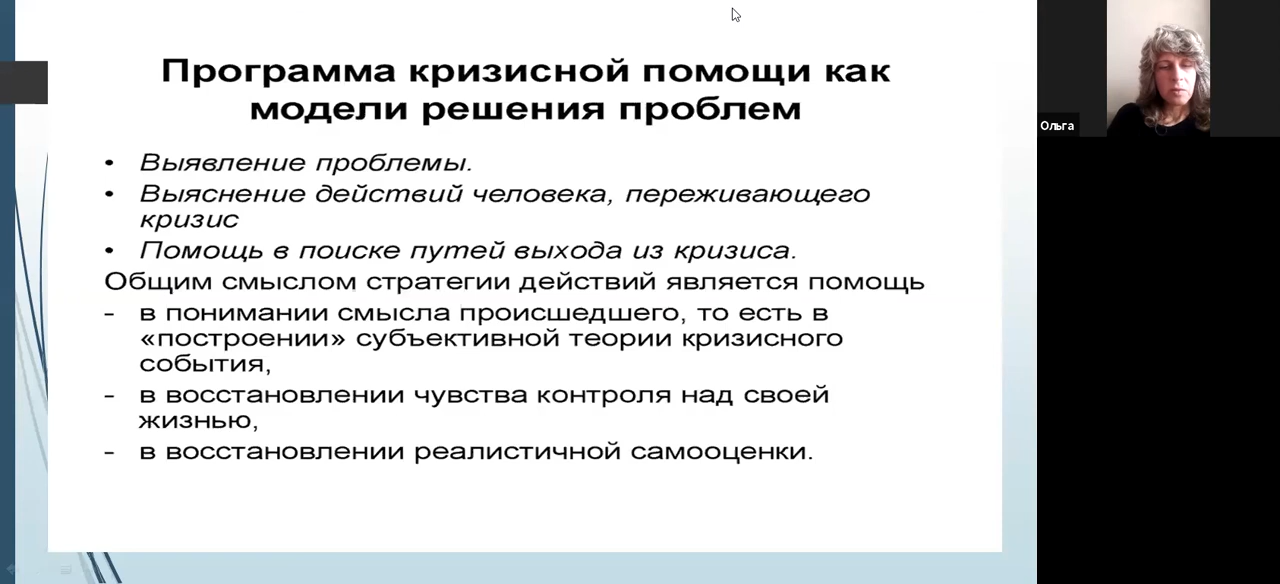 Программа кризисной помощи как
модели решения проблем
• Выявление проблемы.
• Выяснение действий человека, переживающего
кризис
• Помощь в поиске путей выхода из кризиса.
Общим смыслом стратегии действий является помощь
- в понимании смысла происшедшего, то есть в
«построении» субъективной теории кризисного
события,
- в восстановлении чувства контроля над своей
жизнью,
- в восстановлении реалистичной самооценки.
Ольга